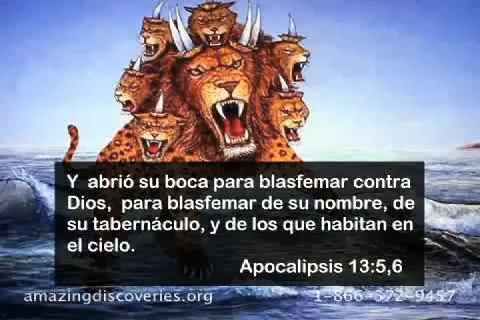 Y abrió su boca para blasfemar contra
Dios, para blasfemar de su nombre, de
su tabernáculo, y de los que habitan en
el cielo.
Apocalipsis 13:5,6
amazingdiscoveries.org 1-866-572-9457